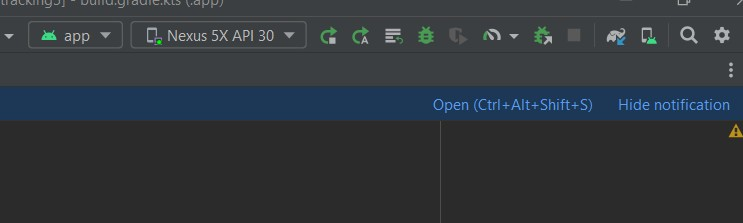 tracking5] - build.gradle.kts (:app)
app Nexus 5X API 30
Open (Ctrl+Alt+Shift+S) Hide notification